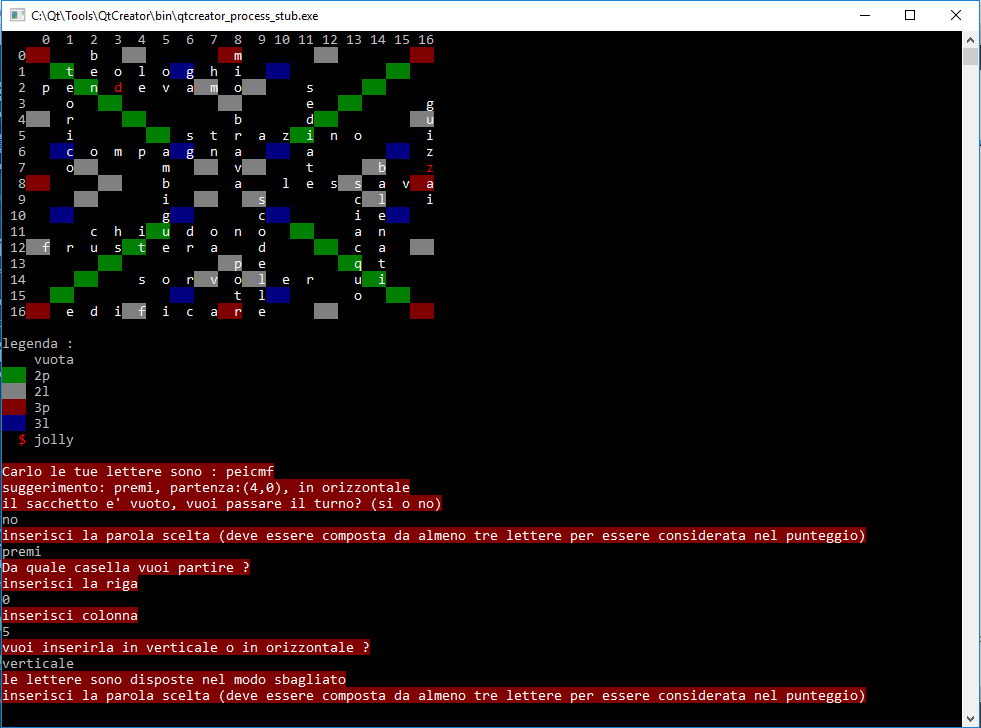 C:\Qt\Tools\QtCreator\bin\qtcreator_process_stub.exe
0 1 2 3 4 5 6 7 8 9 10 11 12 13 14 15 16
0 b m
1 t e o l o g h i
2 p e n d e v a m o s
3 o e g
4 r b d u
5 i s t r a z i n o i
6 c o m p a g n a a z
7 o m v t b z
8 b a l e s s a v a
9 i s c l i
10 g c i e
11 c h i u d o n o a n
12 f r u s t e r a d c a
13 p e q t
14 s o r v o l e r u i
15 t l o
16 e d i f i c a r e
legenda :
vuota
2p
2l
3p
3l
$ jolly
Carlo le tue lettere sono : peicmf
suggerimento: premi, partenza:(4,0), in orizzontale
il sacchetto e' vuoto, vuoi passare il turno? (si o no)
no
inserisci la parola scelta (deve essere composta da almeno tre lettere per essere considerata nel punteggio)
premi
Da quale casella vuoi partire ?
inserisci la riga
0
inserisci colonna
5
vuoi inserirla in verticale o in orizzontale ?
verticale
le lettere sono disposte nel modo sbagliato
inserisci la parola scelta (deve essere composta da almeno tre lettere per essere considerata nel punteggio)